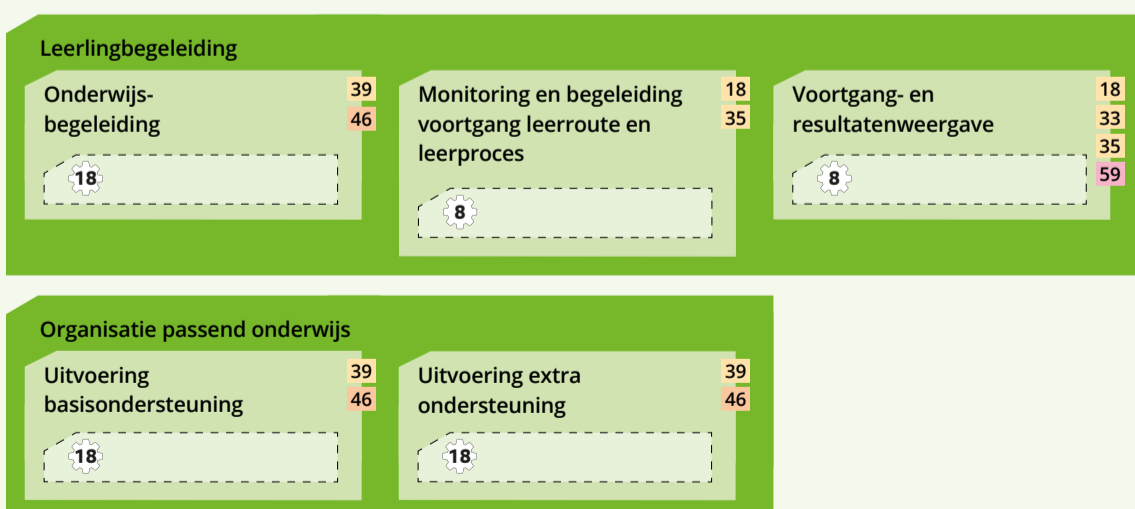 Leerlingbegeleiding
Onderwijs-
begeleiding
39
46
18
Monitoring en begeleiding
voortgang leerroute en
leerproces
18
35
8
Voortgang- en
resultatenweergave
18
33
35
59
8
Organisatie passend onderwijs
Uitvoering
basisondersteuning
39
46
18
Uitvoering extra
ondersteuning
39
46
18